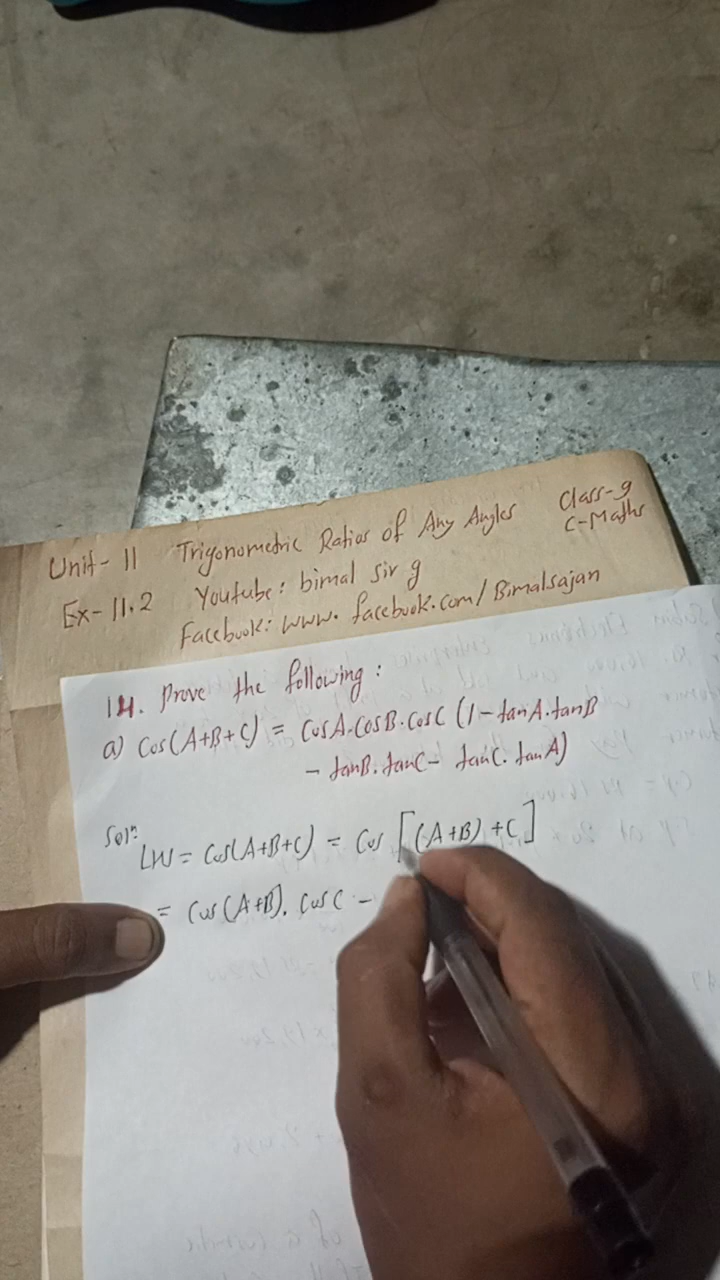 Unit- 11 Trigonometric Ratios of Any Angles Class-9
C-Maths
Ex-11.2 Youtube: bimal sir g
Facebook: www.facebook.com/Bimalsajan
14. Prove the following:
a) Cos(A+B+C) = CosA.CosB.CosC (1-tanA.tanB
- tanB.tanC- tanC.tanA)
Solⁿ:
LHS = Cos(A+B+C) = Cos [(A+B)+C]
= Cos(A+B). CosC -